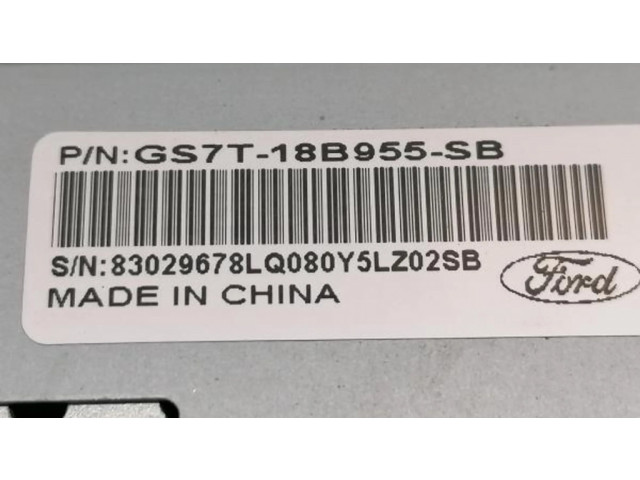 P/N:GS7T-18B955-SB
S/N:83029678LQ080Y5LZ02SB
MADE IN CHINA
Ford